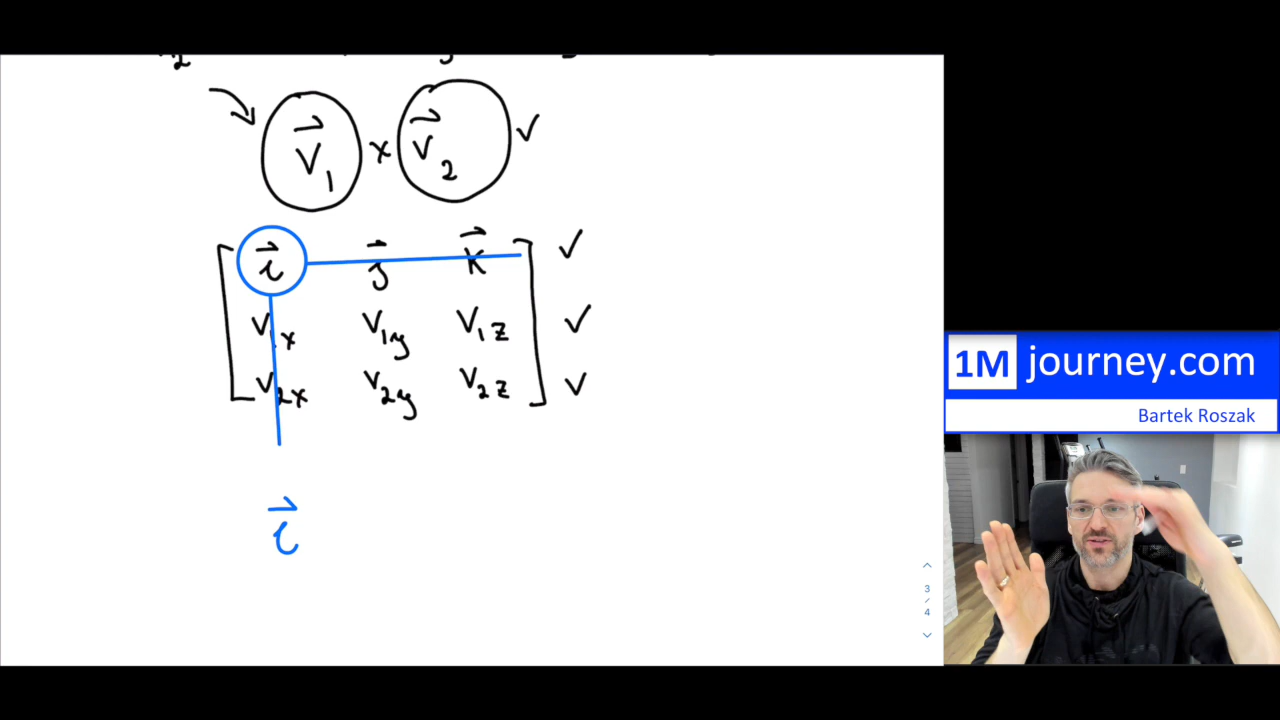 V⃗₁ × V⃗₂ ✓
[ i⃗ j⃗ k⃗ ] ✓
V₁x V₁y V₁z ✓
V₂x V₂y V₂z ✓
i⃗
1M journey.com
Bartek Roszak
3
/
4